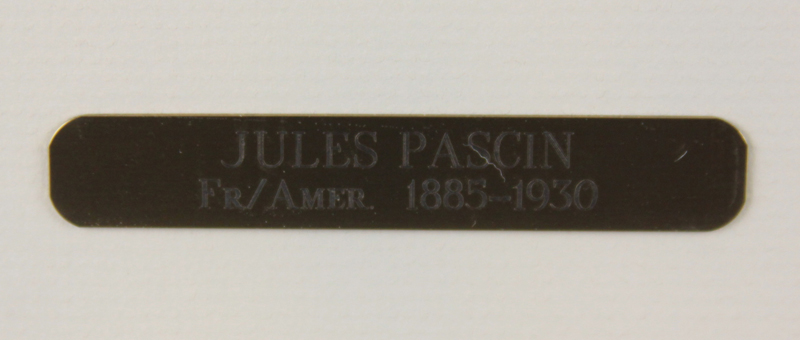 JULES PASCIN
FR/AMER. 1885-1930